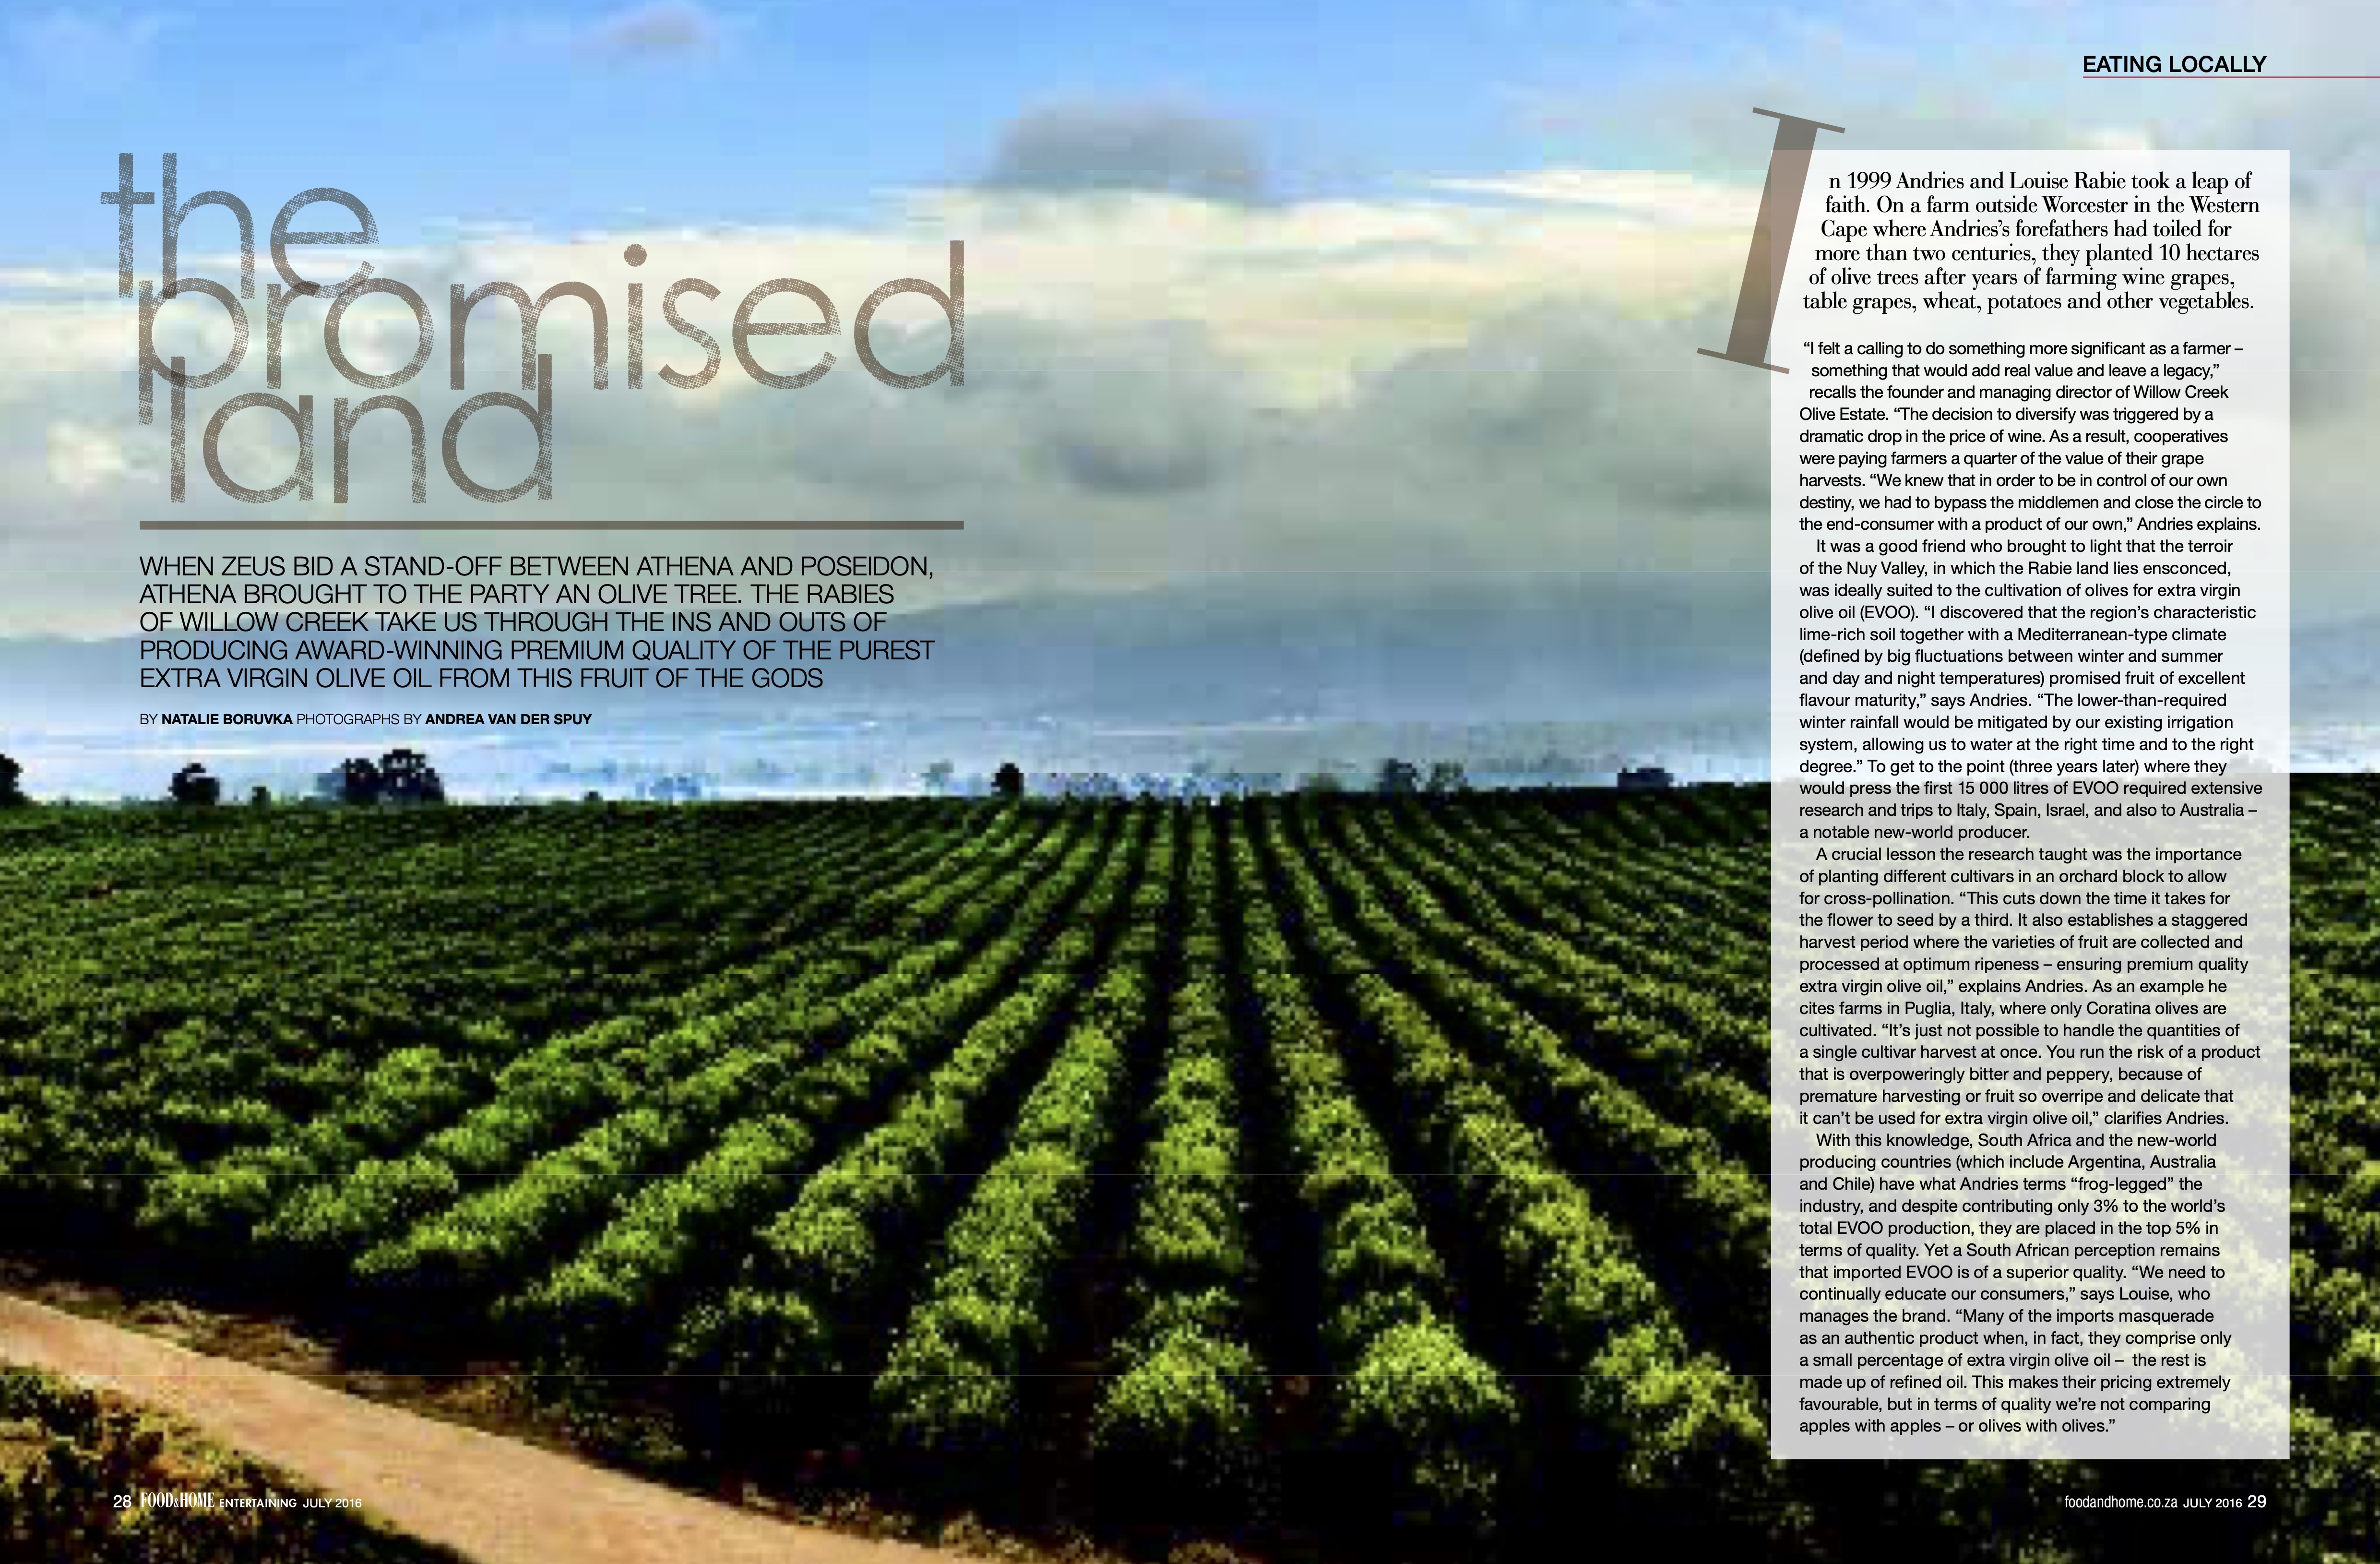 EATING LOCALLY
the
promised
land
WHEN ZEUS BID A STAND-OFF BETWEEN ATHENA AND POSEIDON,
ATHENA BROUGHT TO THE PARTY AN OLIVE TREE. THE RABIES
OF WILLOW CREEK TAKE US THROUGH THE INS AND OUTS OF
PRODUCING AWARD-WINNING PREMIUM QUALITY OF THE PUREST
EXTRA VIRGIN OLIVE OIL FROM THIS FRUIT OF THE GODS
BY NATALIE BORUVKA PHOTOGRAPHS BY ANDREA VAN DER SPUY
In 1999 Andries and Louise Rabie took a leap of
faith. On a farm outside Worcester in the Western
Cape where Andries’s forefathers had toiled for
more than two centuries, they planted 10 hectares
of olive trees after years of farming wine grapes,
table grapes, wheat, potatoes and other vegetables.
“I felt a calling to do something more significant as a farmer –
something that would add real value and leave a legacy,”
recalls the founder and managing director of Willow Creek
Olive Estate. “The decision to diversify was triggered by a
dramatic drop in the price of wine. As a result, cooperatives
were paying farmers a quarter of the value of their grape
harvests. “We knew that in order to be in control of our own
destiny, we had to bypass the middlemen and close the circle to
the end-consumer with a product of our own,” Andries explains.
It was a good friend who brought to light that the terroir
of the Nuy Valley, in which the Rabie land lies ensconced,
was ideally suited to the cultivation of olives for extra virgin
olive oil (EVOO). “I discovered that the region’s characteristic
lime-rich soil together with a Mediterranean-type climate
(defined by big fluctuations between winter and summer
and day and night temperatures) promised fruit of excellent
flavour maturity,” says Andries. “The lower-than-required
winter rainfall would be mitigated by our existing irrigation
system, allowing us to water at the right time and to the right
degree.” To get to the point (three years later) where they
would press the first 15 000 litres of EVOO required extensive
research and trips to Italy, Spain, Israel, and also to Australia –
a notable new-world producer.
A crucial lesson the research taught was the importance
of planting different cultivars in an orchard block to allow
for cross-pollination. “This cuts down the time it takes for
the flower to seed by a third. It also establishes a staggered
harvest period where the varieties of fruit are collected and
processed at optimum ripeness – ensuring premium quality
extra virgin olive oil,” explains Andries. As an example he
cites farms in Puglia, Italy, where only Coratina olives are
cultivated. “It’s just not possible to handle the quantities of
a single cultivar harvest at once. You run the risk of a product
that is overpoweringly bitter and peppery, because of
premature harvesting or fruit so overripe and delicate that
it can’t be used for extra virgin olive oil,” clarifies Andries.
With this knowledge, South Africa and the new-world
producing countries (which include Argentina, Australia
and Chile) have what Andries terms “frog-legged” the
industry, and despite contributing only 3% to the world’s
total EVOO production, they are placed in the top 5% in
terms of quality. Yet a South African perception remains
that imported EVOO is of a superior quality. “We need to
continually educate our consumers,” says Louise, who
manages the brand. “Many of the imports masquerade
as an authentic product when, in fact, they comprise only
a small percentage of extra virgin olive oil – the rest is
made up of refined oil. This makes their pricing extremely
favourable, but in terms of quality we’re not comparing
apples with apples – or olives with olives.”
28 FOOD&HOME ENTERTAINING JULY 2016
foodandhome.co.za JULY 2016 29